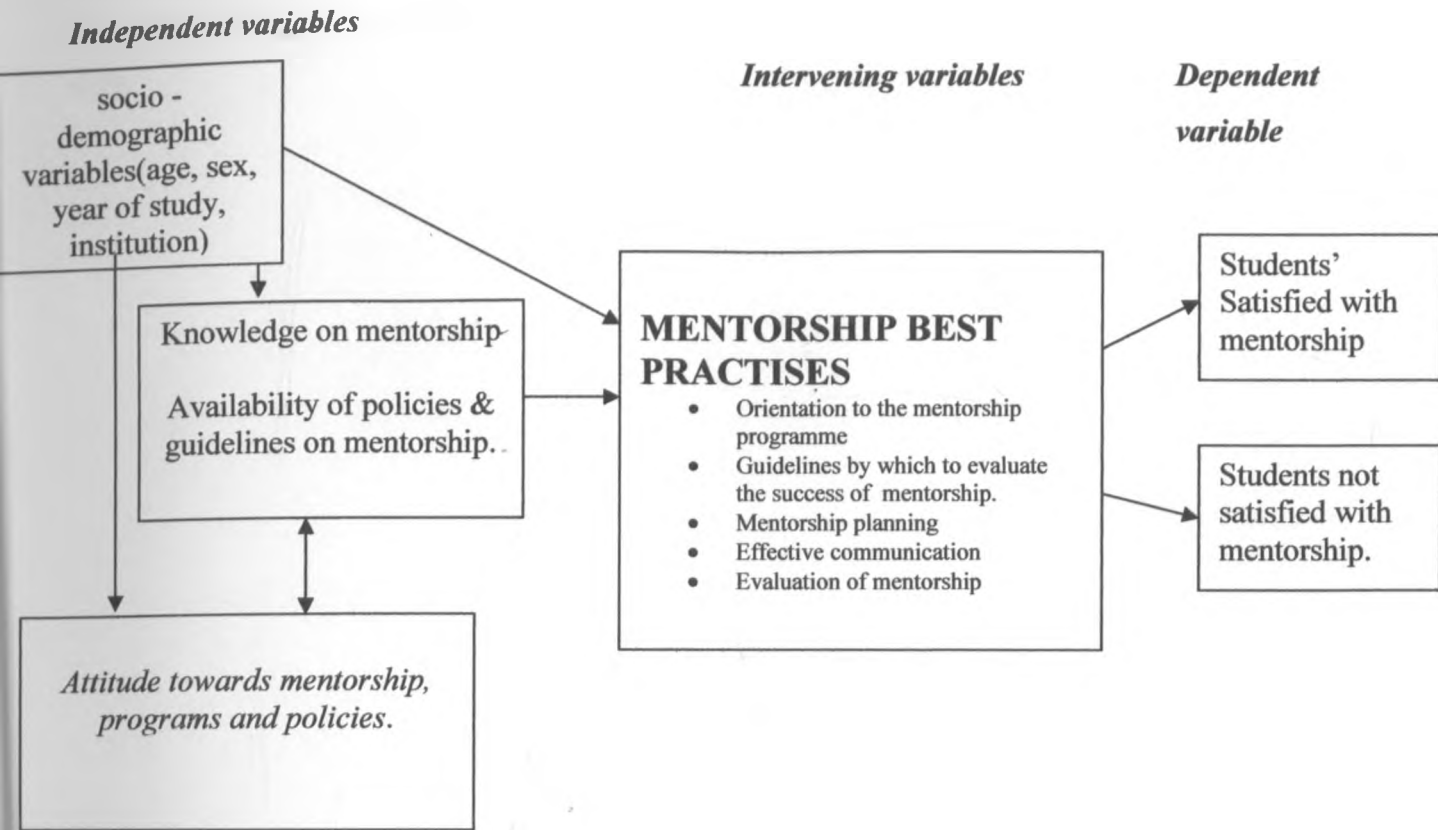 Independent variables
socio -
demographic
variables(age, sex,
year of study,
institution)
Knowledge on mentorship
Availability of policies &
guidelines on mentorship.
Attitude towards mentorship,
programs and policies.
Intervening variables
MENTORSHIP BEST
PRACTISES
• Orientation to the mentorship
programme
• Guidelines by which to evaluate
the success of mentorship.
• Mentorship planning
• Effective communication
• Evaluation of mentorship
Dependent
variable
Students’
Satisfied with
mentorship
Students not
satisfied with
mentorship.